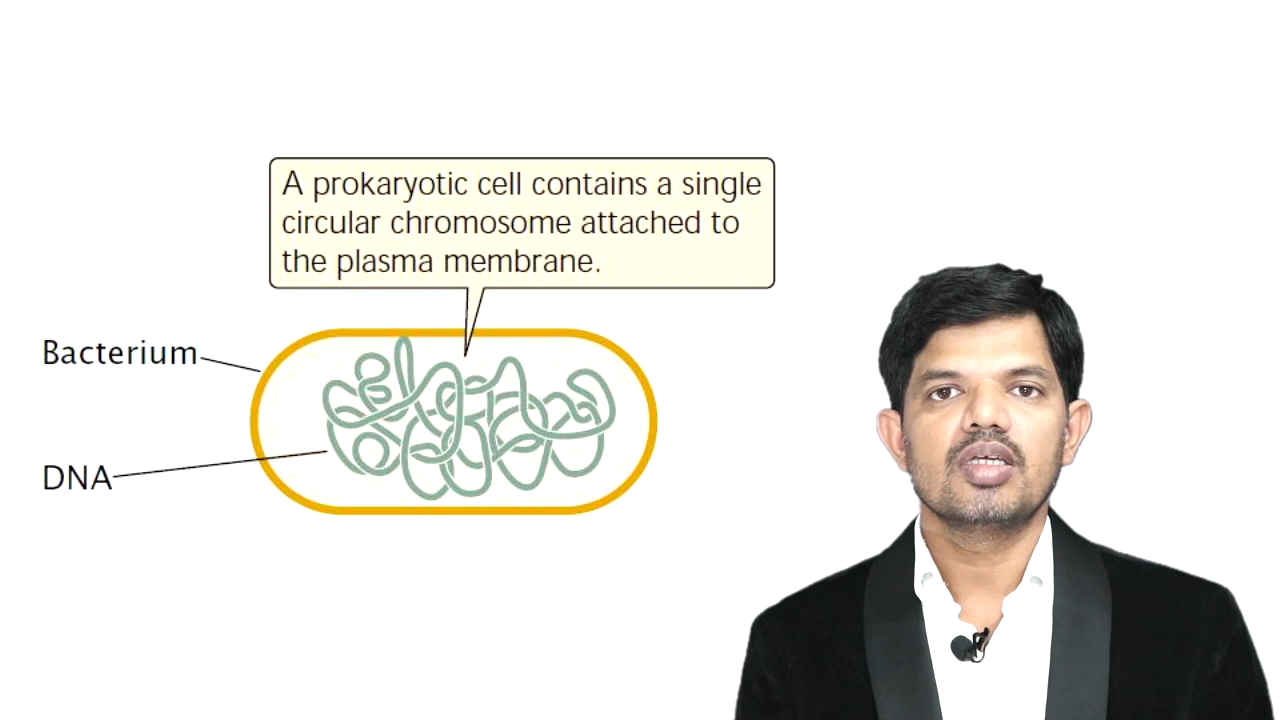 A prokaryotic cell contains a single
circular chromosome attached to
the plasma membrane.
Bacterium
DNA